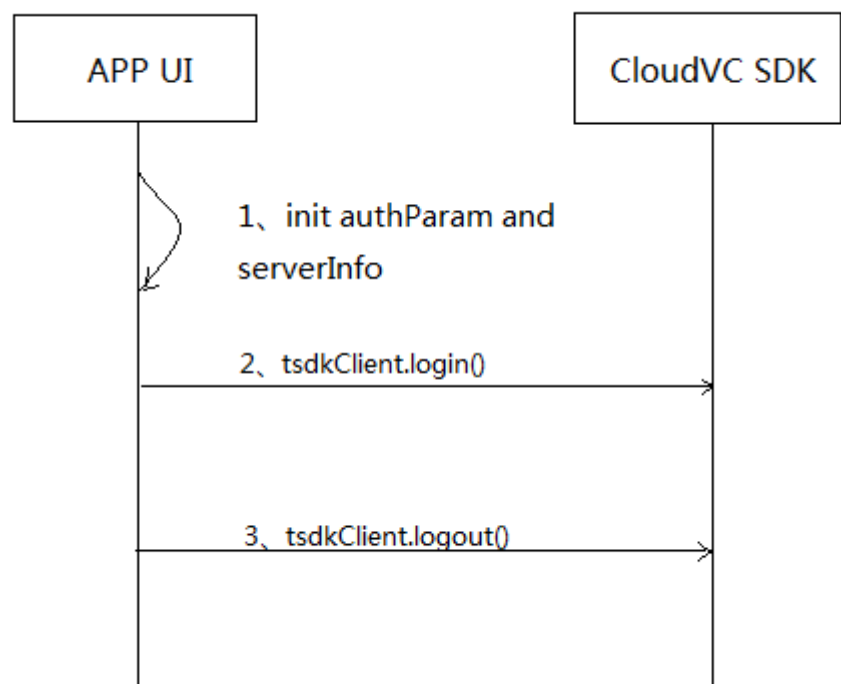 APP UI
CloudVC SDK
1、init authParam and
serverInfo
2、tsdkClient.login()
3、tsdkClient.logout()